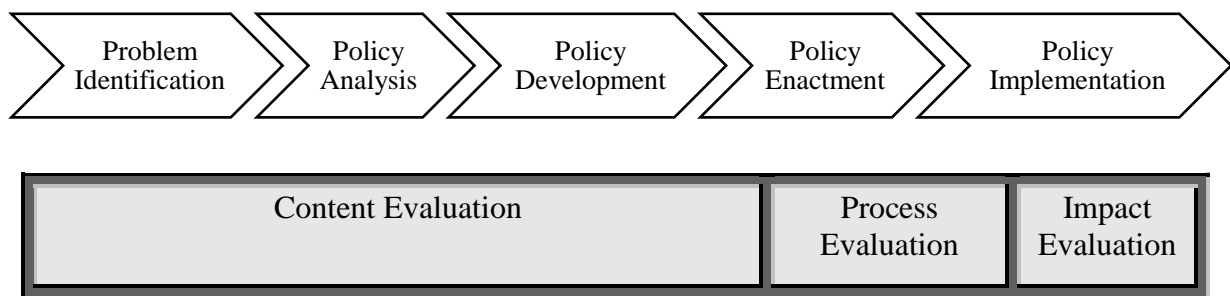 Problem
Identification
Policy
Analysis
Policy
Development
Policy
Enactment
Policy
Implementation
Content Evaluation
Process
Evaluation
Impact
Evaluation